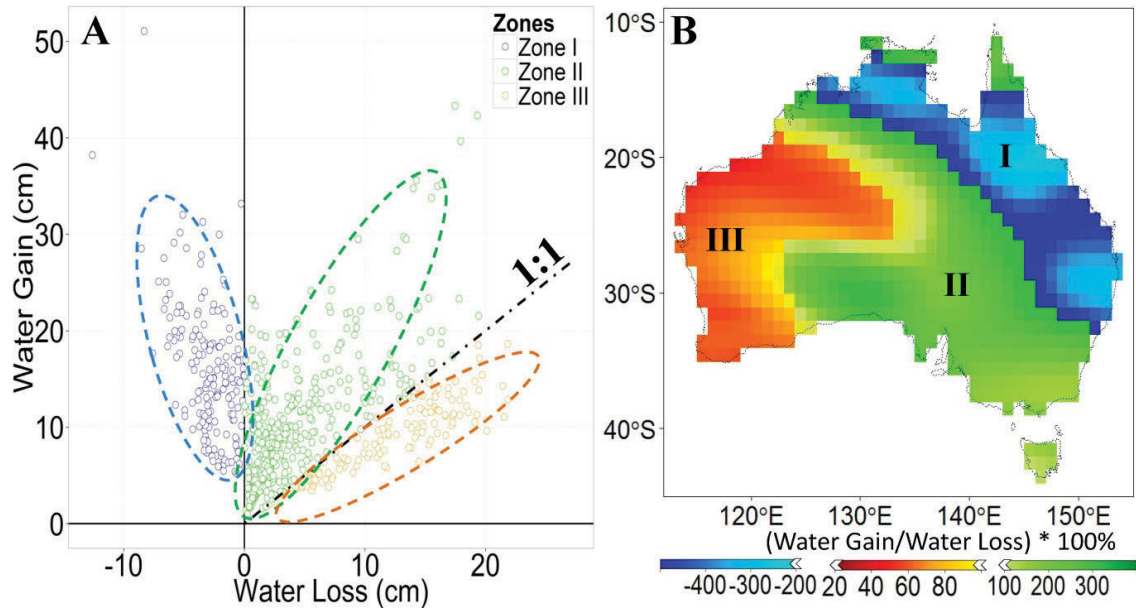 A
50
40
30
20
10
0
Water Gain (cm)
-10
0
10
20
Water Loss (cm)
Zones
Zone I
Zone II
Zone III
1:1
B
10°S
20°S
30°S
40°S
I
II
III
120°E
130°E
140°E
150°E
(Water Gain/Water Loss) * 100%
-400 -300 -200
20 40 60 80
100 200 300